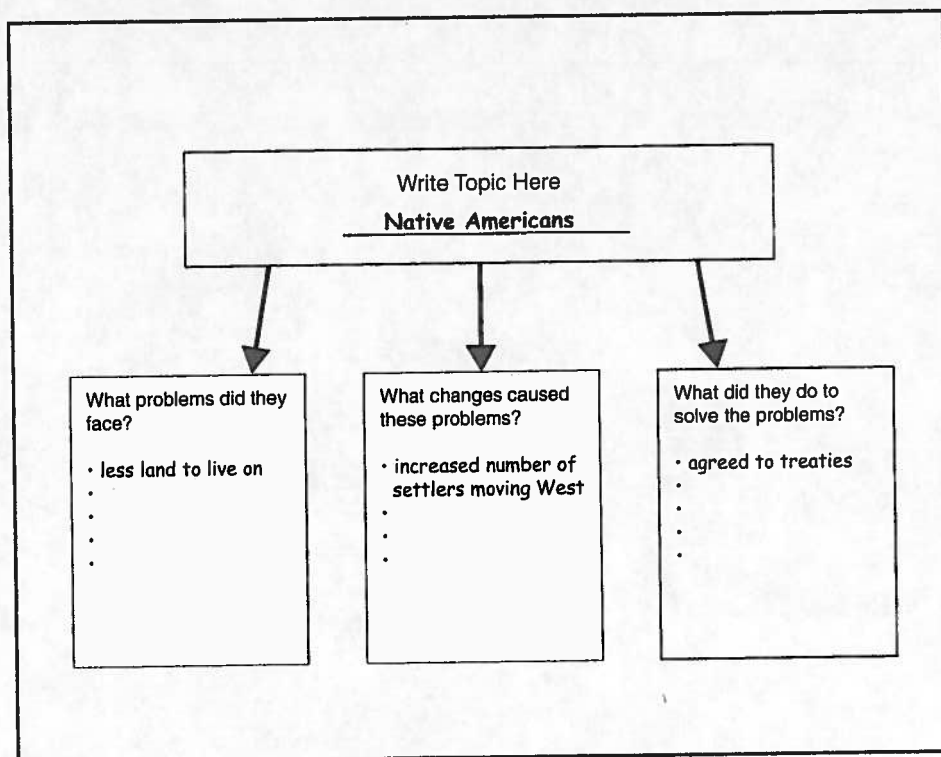 Write Topic Here
Native Americans
What problems did they
face?
· less land to live on
·
·
·
·
What changes caused
these problems?
· increased number of
settlers moving West
·
·
·
What did they do to
solve the problems?
· agreed to treaties
·
·
·
·